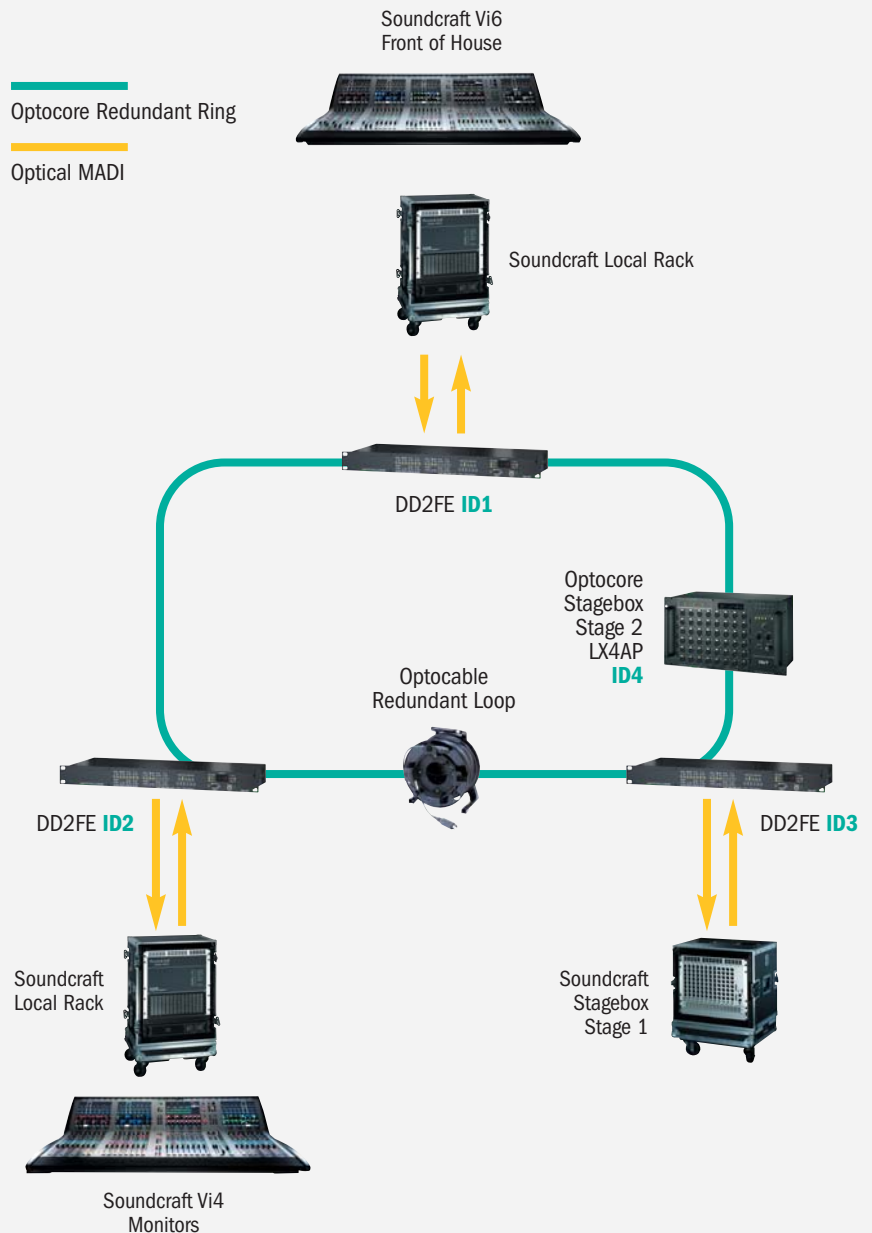 Soundcraft Vi6
Front of House
Optocore Redundant Ring
Optical MADI
Soundcraft Local Rack
DD2FE ID1
Optocore
Stagebox
Stage 2
LX4AP
ID4
Optocable
Redundant Loop
DD2FE ID2
DD2FE ID3
Soundcraft
Local Rack
Soundcraft
Stagebox
Stage 1
Soundcraft Vi4
Monitors